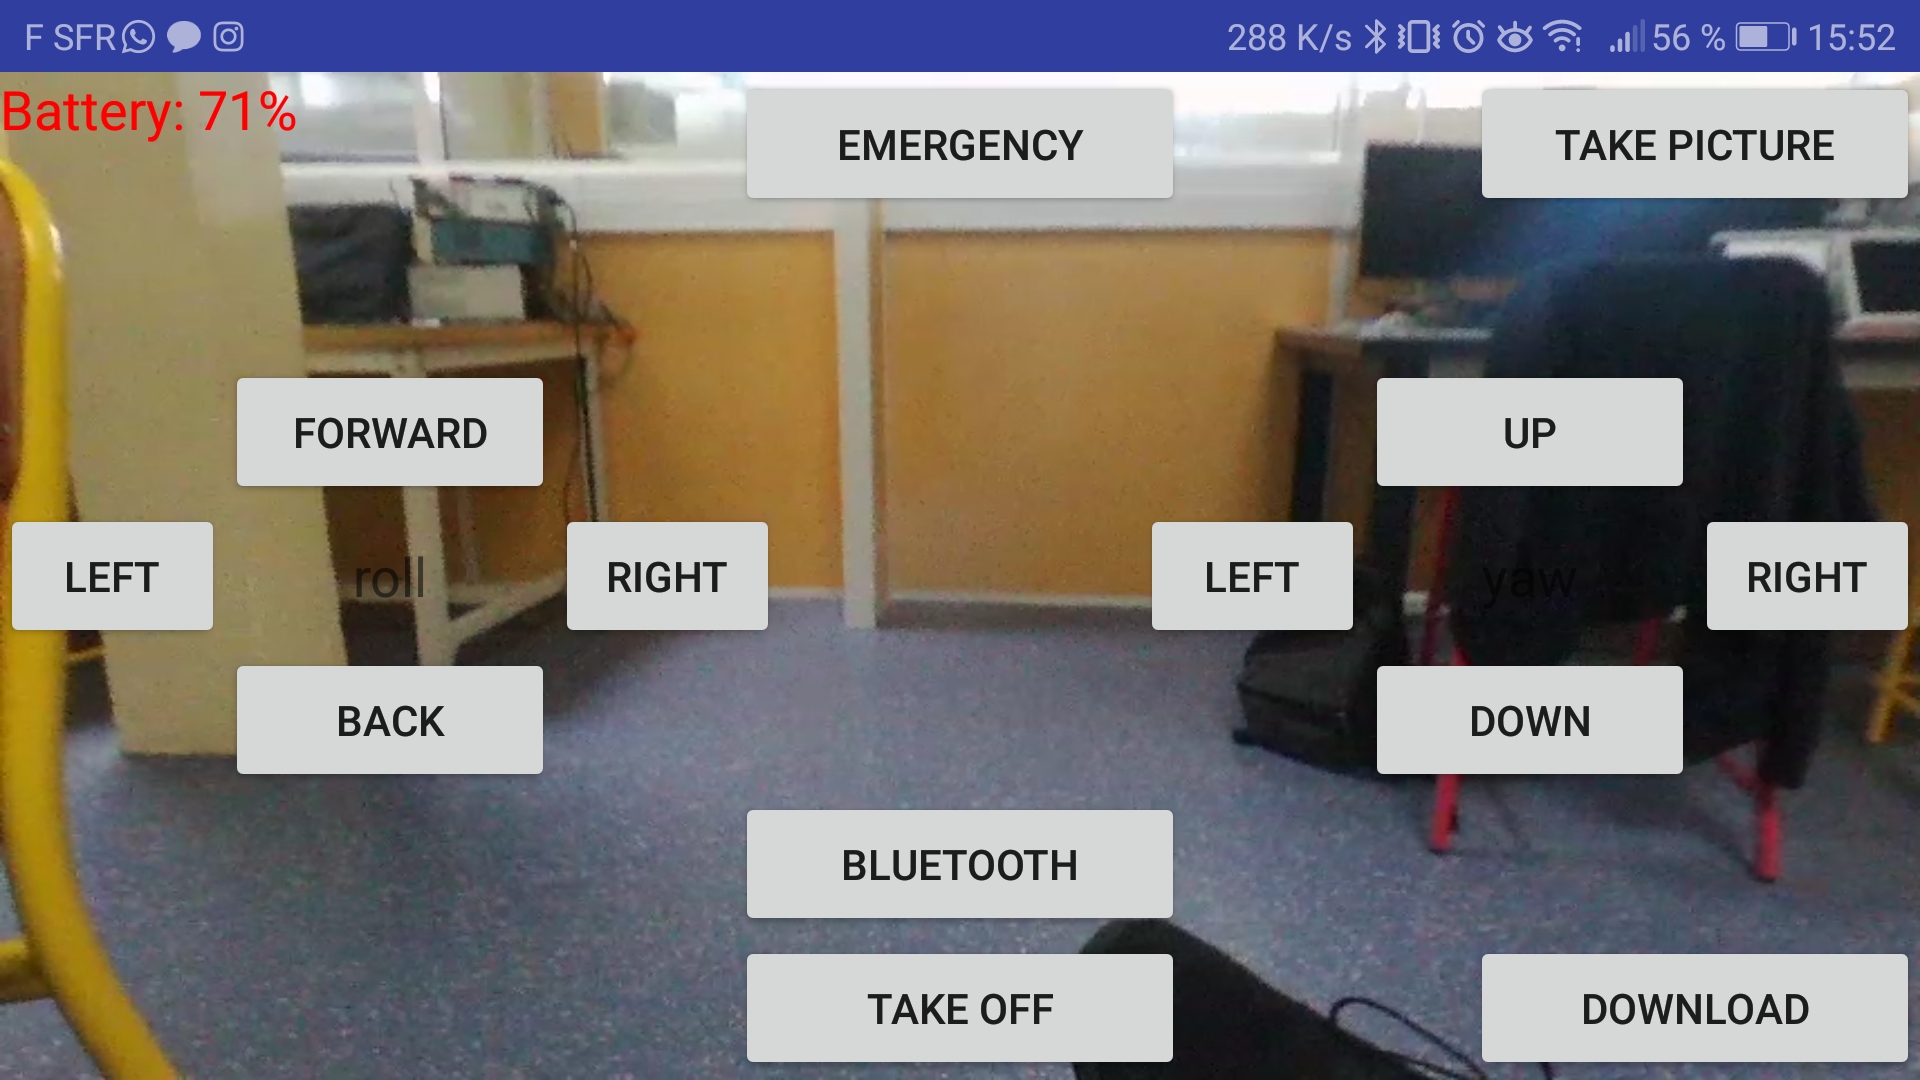 F SFR 288 K/s 56 % 15:52
Battery: 71%
EMERGENCY
TAKE PICTURE
FORWARD
UP
LEFT roll RIGHT
LEFT yaw RIGHT
BACK
DOWN
BLUETOOTH
TAKE OFF
DOWNLOAD